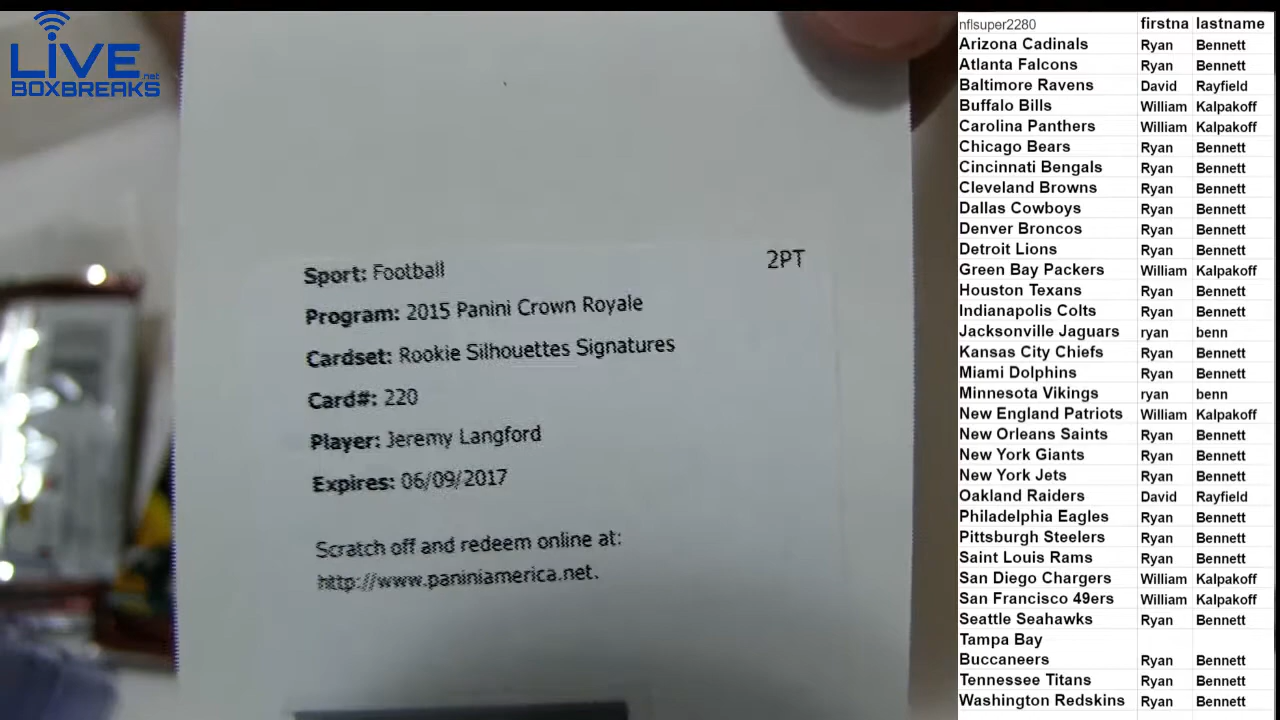 LIVE.net
BOXBREAKS
Sport: Football
2PT
Program: 2015 Panini Crown Royale
Cardset: Rookie Silhouettes Signatures
Card#: 220
Player: Jeremy Langford
Expires: 06/09/2017
Scratch off and redeem online at:
http://www.paniniamerica.net.
nflsuper2280 firstna lastname
Arizona Cadinals Ryan Bennett
Atlanta Falcons Ryan Bennett
Baltimore Ravens David Rayfield
Buffalo Bills William Kalpakoff
Carolina Panthers William Kalpakoff
Chicago Bears Ryan Bennett
Cincinnati Bengals Ryan Bennett
Cleveland Browns Ryan Bennett
Dallas Cowboys Ryan Bennett
Denver Broncos Ryan Bennett
Detroit Lions Ryan Bennett
Green Bay Packers William Kalpakoff
Houston Texans Ryan Bennett
Indianapolis Colts Ryan Bennett
Jacksonville Jaguars ryan benn
Kansas City Chiefs Ryan Bennett
Miami Dolphins Ryan Bennett
Minnesota Vikings ryan benn
New England Patriots William Kalpakoff
New Orleans Saints Ryan Bennett
New York Giants Ryan Bennett
New York Jets Ryan Bennett
Oakland Raiders David Rayfield
Philadelphia Eagles Ryan Bennett
Pittsburgh Steelers Ryan Bennett
Saint Louis Rams Ryan Bennett
San Diego Chargers William Kalpakoff
San Francisco 49ers William Kalpakoff
Seattle Seahawks Ryan Bennett
Tampa Bay
Buccaneers Ryan Bennett
Tennessee Titans Ryan Bennett
Washington Redskins Ryan Bennett